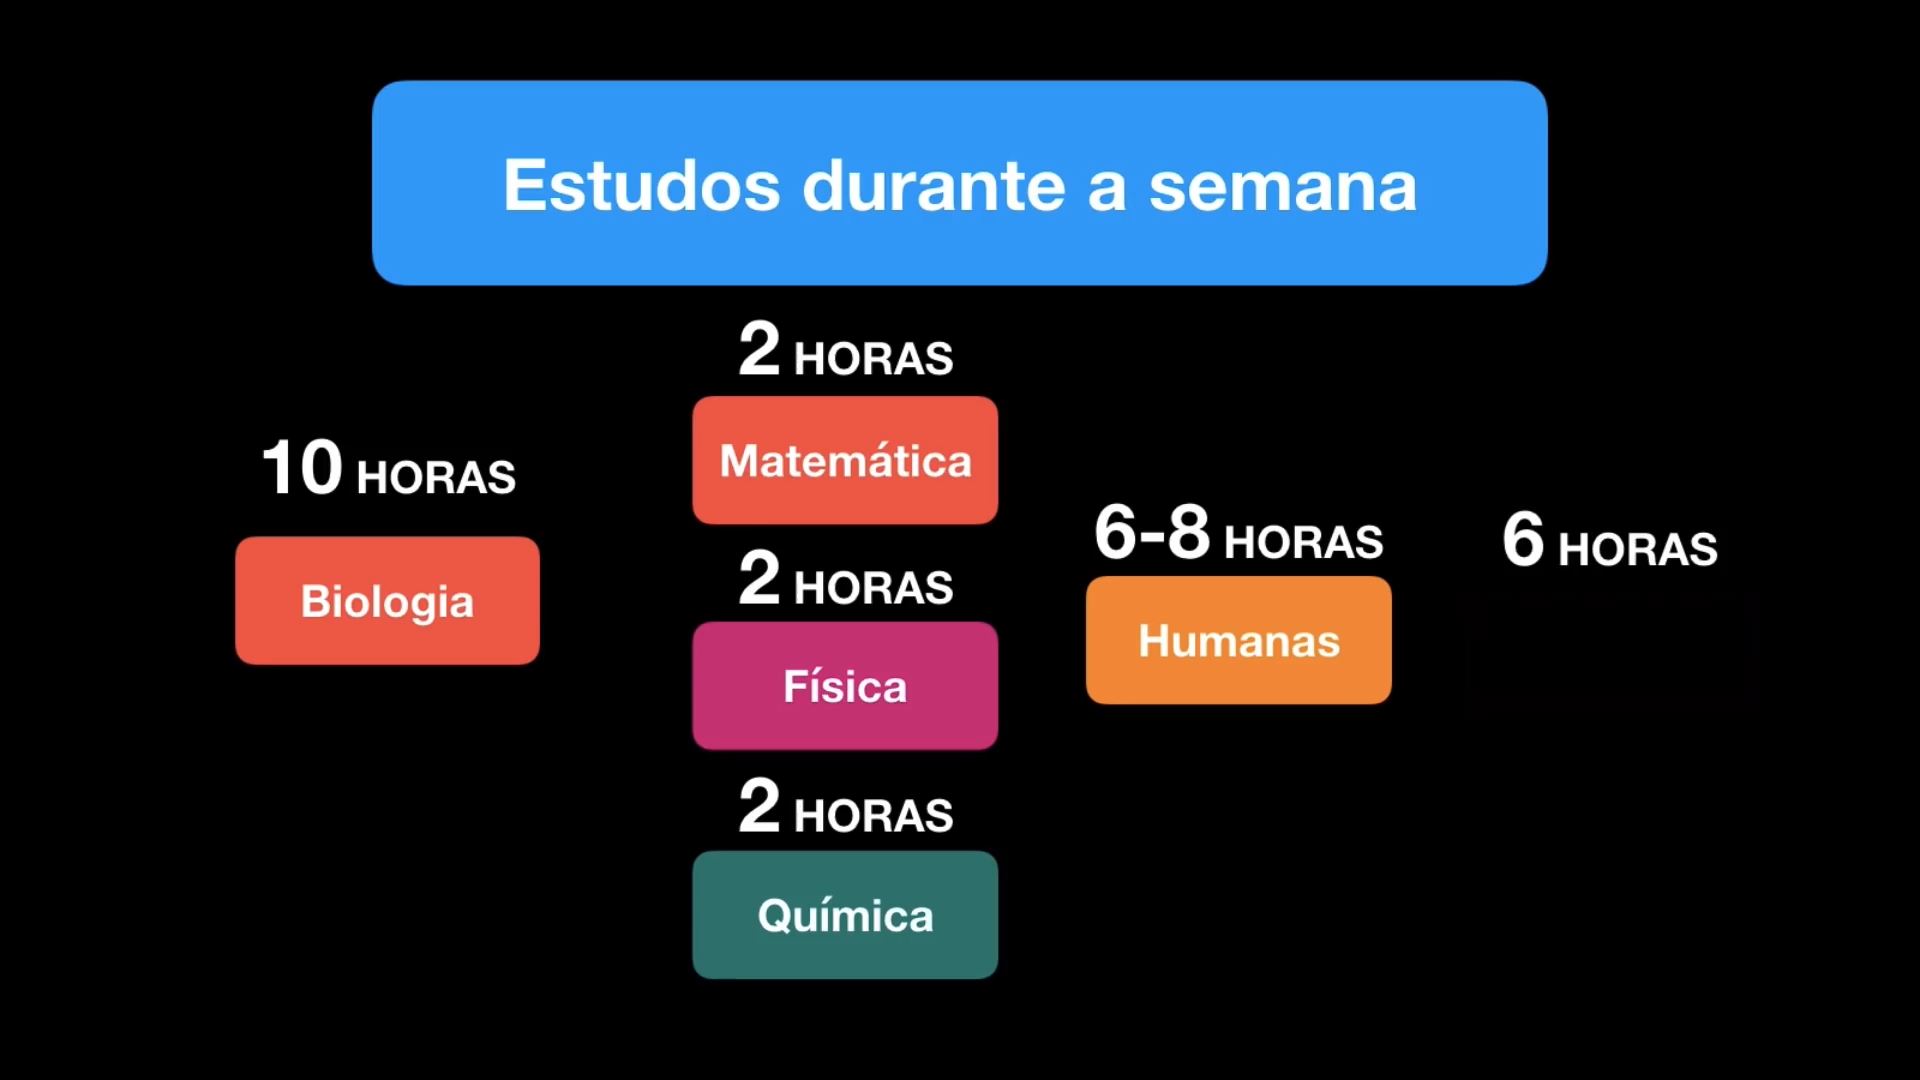 Estudos durante a semana
10 HORAS
Biologia
2 HORAS
Matemática
2 HORAS
Física
2 HORAS
Química
6-8 HORAS
Humanas
6 HORAS